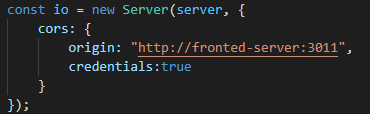 const io = new Server(server, {
    cors: {
        origin: "http://fronted-server:3011",
        credentials:true
    }
});